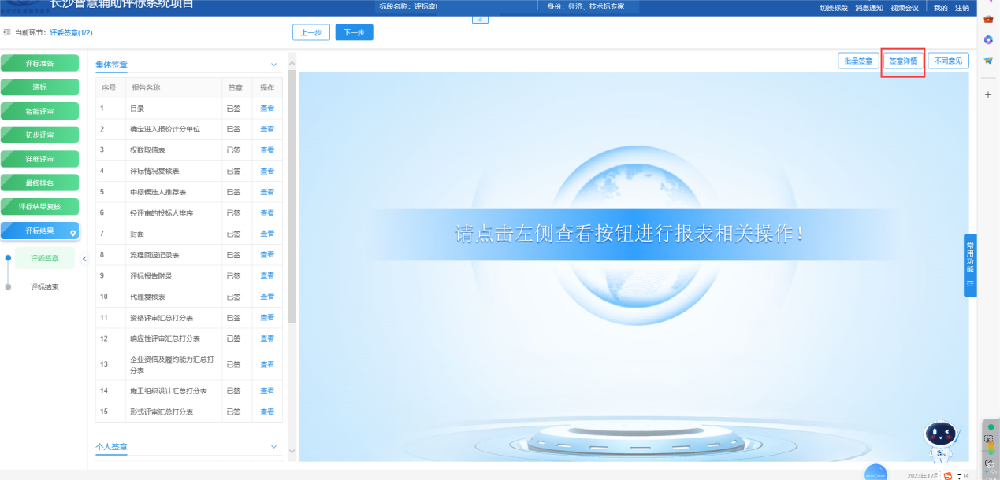 长沙智慧辅助评标系统项目
标段名称：评标室
身份：经济、技术标专家
切换标段 消息通知 视频会议 我的 注销
当前环节：评委签章(1/2)
上一步 下一步
批量签章 签章详情 不同意见
评标准备
清标
智能评审
初步评审
详细评审
最终排名
评标结果复核
评标结果
评委签章
评标结束
集体签章
序号 报告名称 签章 操作
1 目录 已签 查看
2 确定进入报价计分单位 已签 查看
3 权数取值表 已签 查看
4 评标情况复核表 已签 查看
5 中标候选人推荐表 已签 查看
6 经评审的投标人排序 已签 查看
7 封面 已签 查看
8 流程回退记录表 已签 查看
9 评标报告附录 已签 查看
10 代理复核表 已签 查看
11 资格评审汇总打分表 已签 查看
12 响应性评审汇总打分表 已签 查看
13 企业资信及履约能力汇总打
分表 已签 查看
14 施工组织设计汇总打分表 已签 查看
15 形式评审汇总打分表 已签 查看
个人签章
请点击左侧查看按钮进行报表相关操作！
常用功能
2023年12月
14